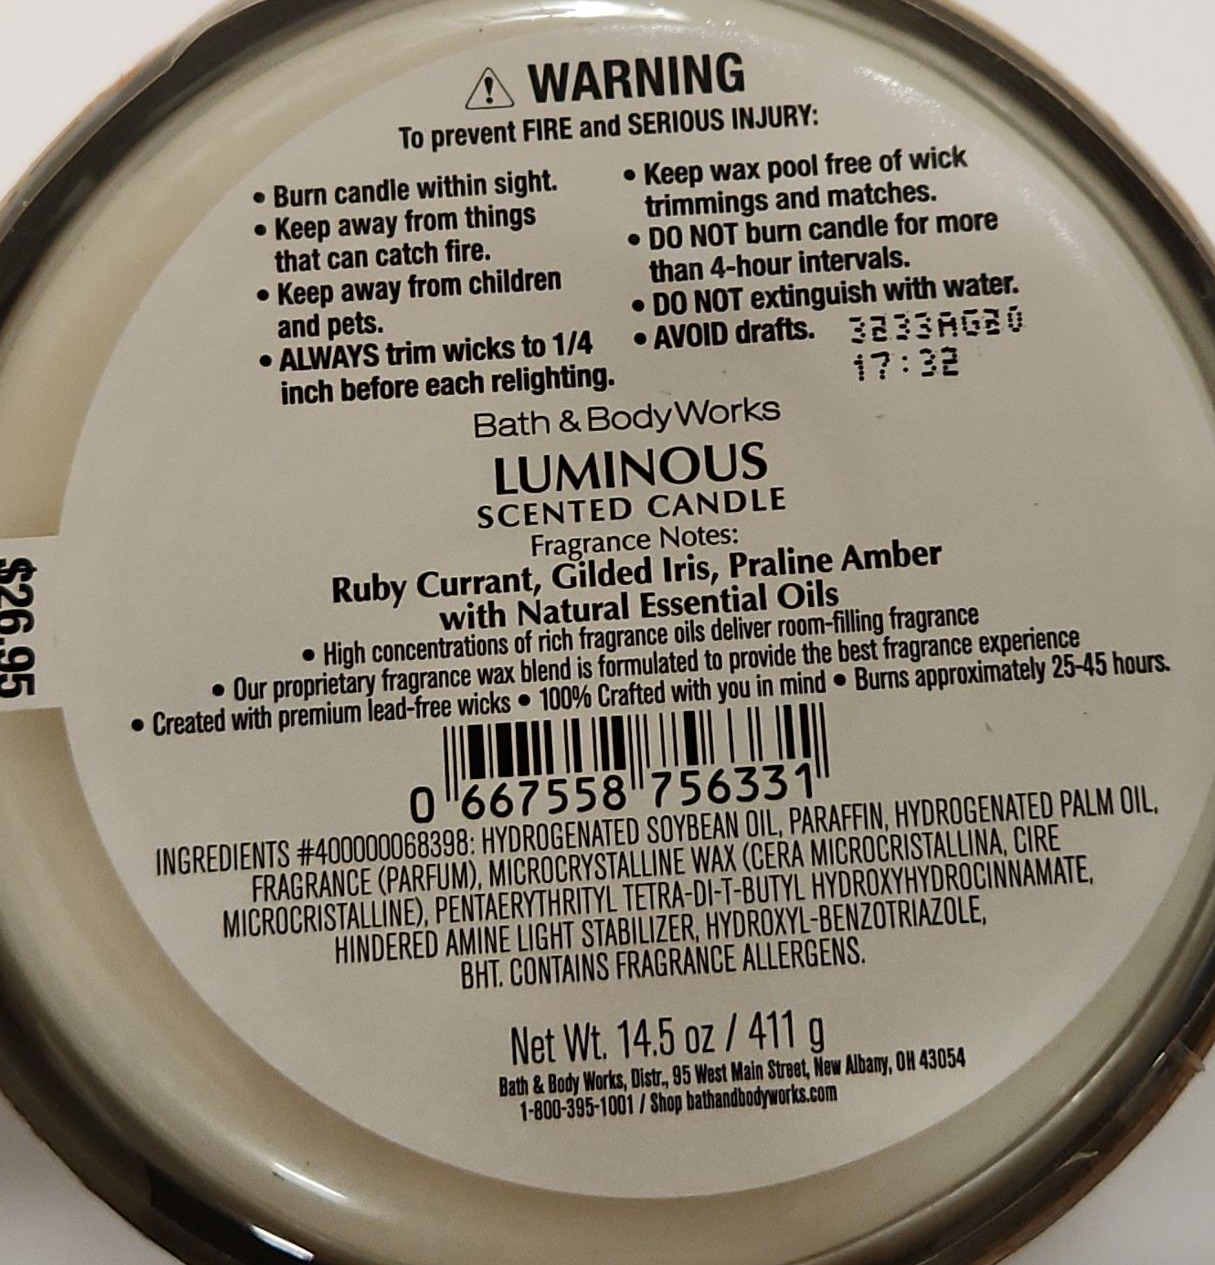 WARNING
To prevent FIRE and SERIOUS INJURY:
• Burn candle within sight.
• Keep away from things
that can catch fire.
• Keep away from children
and pets.
• ALWAYS trim wicks to 1/4
inch before each relighting.
• Keep wax pool free of wick
trimmings and matches.
• DO NOT burn candle for more
than 4-hour intervals.
• DO NOT extinguish with water.
• AVOID drafts.
3233AG20
17:32
Bath & Body Works
LUMINOUS
SCENTED CANDLE
Fragrance Notes:
Ruby Currant, Gilded Iris, Praline Amber
with Natural Essential Oils
• High concentrations of rich fragrance oils deliver room-filling fragrance
• Our proprietary fragrance wax blend is formulated to provide the best fragrance experience
• Created with premium lead-free wicks • 100% Crafted with you in mind • Burns approximately 25-45 hours.
0 667558 756331
INGREDIENTS #400000068398: HYDROGENATED SOYBEAN OIL, PARAFFIN, HYDROGENATED PALM OIL,
FRAGRANCE (PARFUM), MICROCRYSTALLINE WAX (CERA MICROCRISTALLINA, CIRE
MICROCRISTALLINE), PENTAERYTHRITYL TETRA-DI-T-BUTYL HYDROXYHYDROCINNAMATE,
HINDERED AMINE LIGHT STABILIZER, HYDROXYL-BENZOTRIAZOLE,
BHT. CONTAINS FRAGRANCE ALLERGENS.
Net Wt. 14.5 oz / 411 g
Bath & Body Works, Distr., 95 West Main Street, New Albany, OH 43054
1-800-395-1001 / Shop bathandbodyworks.com
$26.95